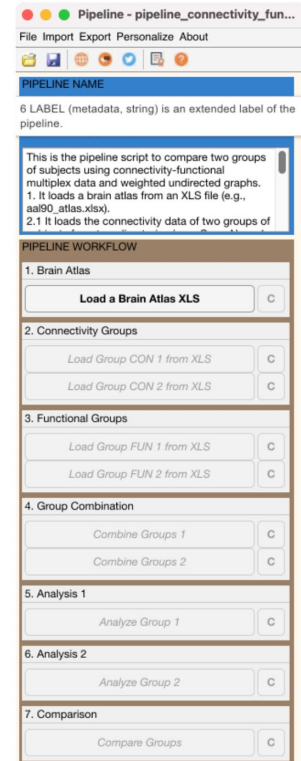 Pipeline - pipeline_connectivity_fun...
File Import Export Personalize About
PIPELINE NAME
6 LABEL (metadata, string) is an extended label of the
pipeline.
This is the pipeline script to compare two groups
of subjects using connectivity-functional
multiplex data and weighted undirected graphs.
1. It loads a brain atlas from an XLS file (e.g.,
aal90_atlas.xlsx).
2.1 It loads the connectivity data of two groups of
PIPELINE WORKFLOW
1. Brain Atlas
Load a Brain Atlas XLS C
2. Connectivity Groups
Load Group CON 1 from XLS C
Load Group CON 2 from XLS C
3. Functional Groups
Load Group FUN 1 from XLS C
Load Group FUN 2 from XLS C
4. Group Combination
Combine Groups 1 C
Combine Groups 2 C
5. Analysis 1
Analyze Group 1 C
6. Analysis 2
Analyze Group 2 C
7. Comparison
Compare Groups C